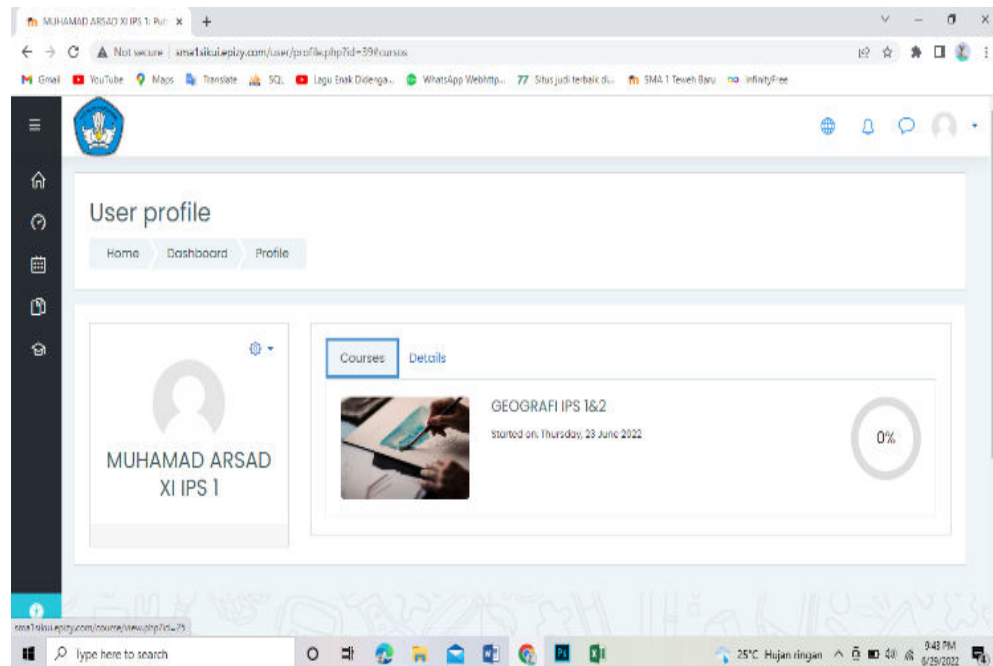 MUHAMAD ARSAD XI IPS 1: Pub
Not secure | sma1sikui.epizy.com/user/profile.php?id=39#cursos
Gmail YouTube Maps Translate SQL Lagu Enak Didenga... WhatsApp Webhttp... 77 Situs judi terbaik di... SMA 1 Teweh Baru InfinityFree
User profile
Home Dashboard Profile
Courses Details
GEOGRAFI IPS 1&2
Started on: Thursday, 23 June 2022
0%
MUHAMAD ARSAD
XI IPS 1
sma1sikui.epizy.com/course/view.php?id=25
Type here to search
Ps
25°C Hujan ringan
9:43 PM
6/29/2022